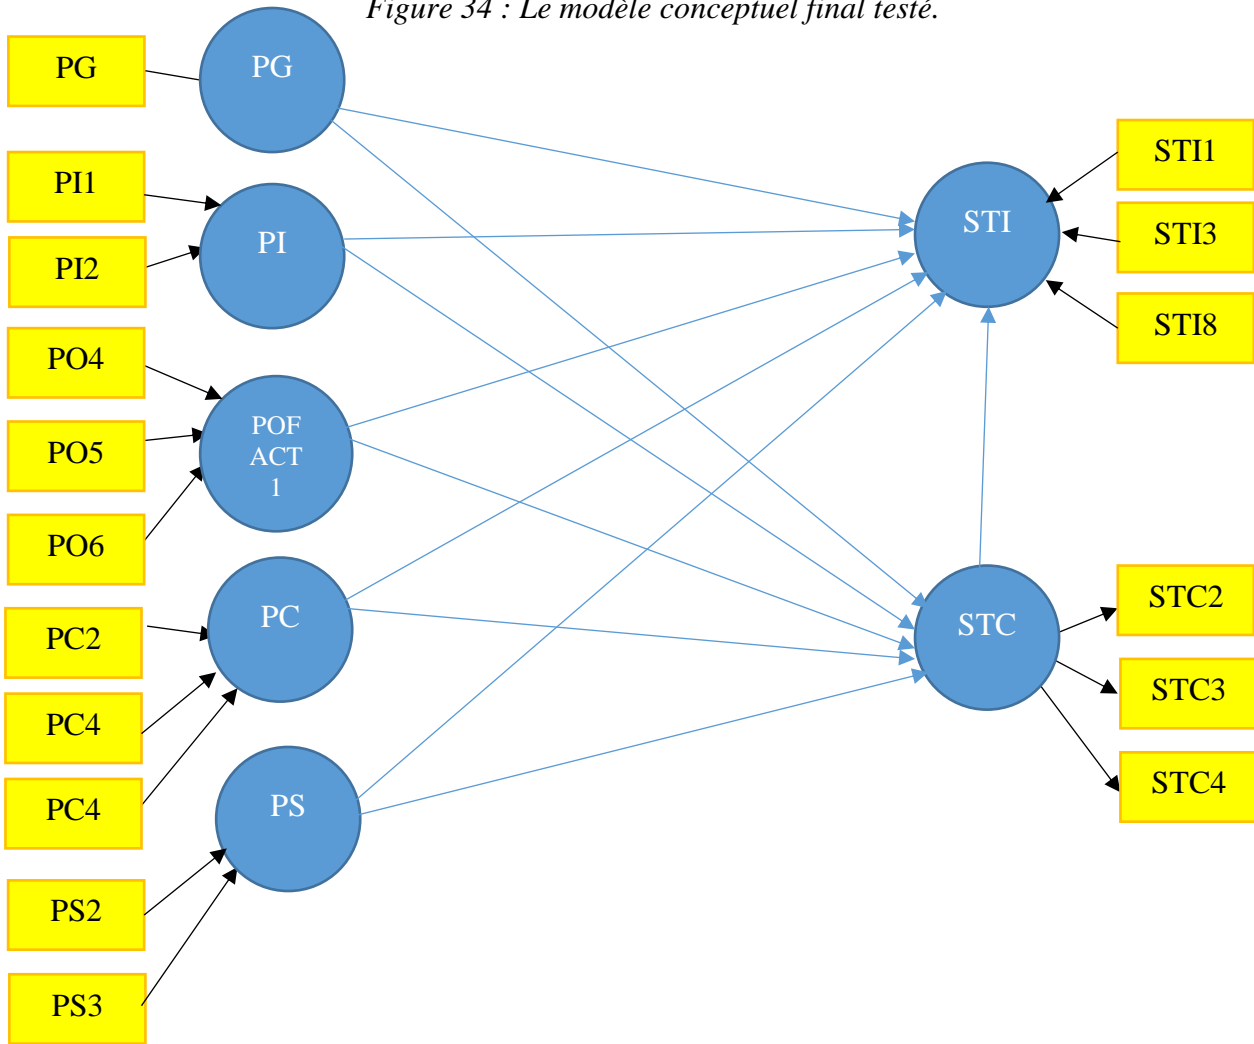 Figure 34 : Le modèle conceptuel final testé.
PG
PI1
PI2
PO4
PO5
PO6
PC2
PC4
PC4
PS2
PS3
PG
PI
POF
ACT
1
PC
PS
STI
STC
STI1
STI3
STI8
STC2
STC3
STC4